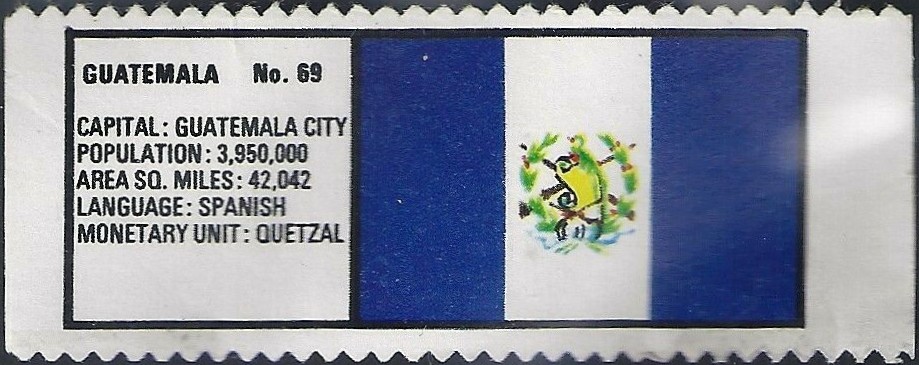 GUATEMALA No. 69
CAPITAL: GUATEMALA CITY
POPULATION: 3,950,000
AREA SQ. MILES: 42,042
LANGUAGE: SPANISH
MONETARY UNIT: QUETZAL